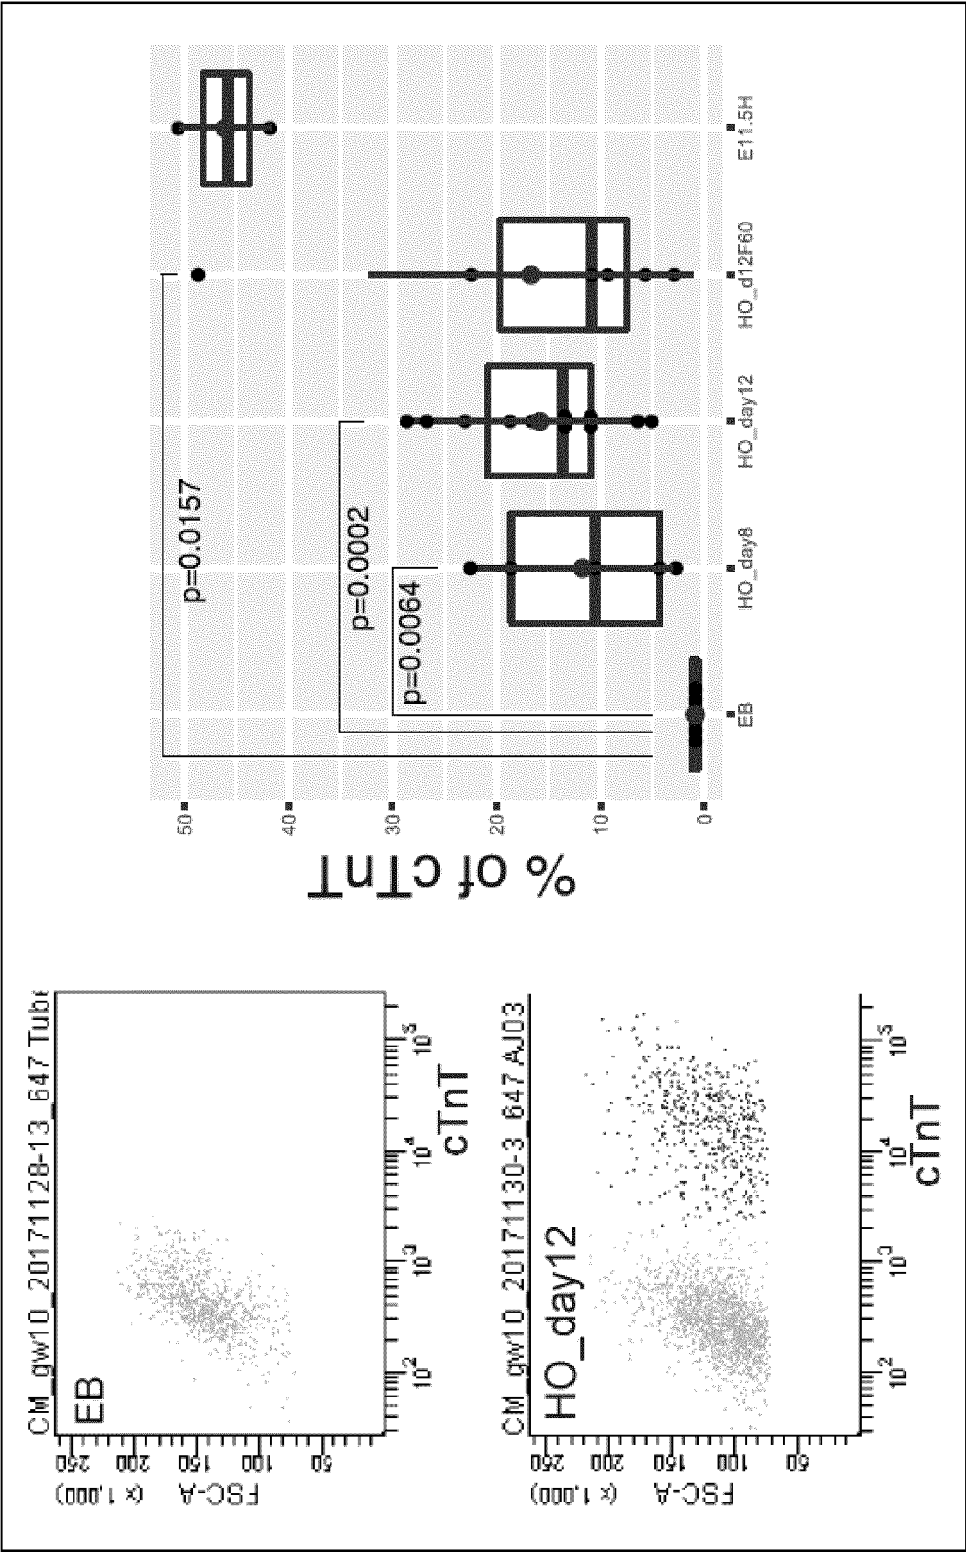 CM_gw10_20171128-13_647 Tube
EB
FSC-A
(x 1,000)
250
200
150
100
50
10²
10³
10⁴
10⁵
cTnT
CM_gw10_20171130-3_647 AJ03
HO_day12
FSC-A
(x 1,000)
250
200
150
100
50
10²
10³
10⁴
10⁵
cTnT
% of cTnT
50
40
30
20
10
0
p=0.0157
p=0.0002
p=0.0064
EB
HO_day8
HO_day12
HO_d12F60
E11.5H